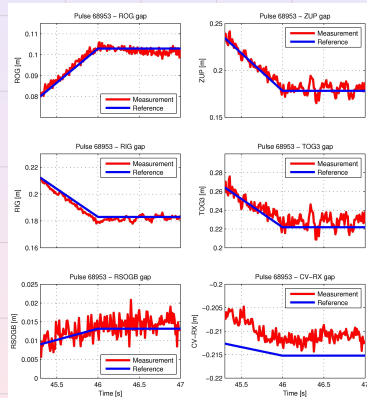 Pulse 68953 – ROG gap
ROG [m]
0.11
0.1
0.09
0.08
Measurement
Reference
Pulse 68953 – ZUP gap
ZUP [m]
0.25
0.2
0.15
Measurement
Reference
Pulse 68953 – RIG gap
RIG [m]
0.22
0.2
0.18
0.16
Measurement
Reference
Pulse 68953 – TOG3 gap
TOG3 [m]
0.28
0.26
0.24
0.22
0.2
Measurement
Reference
Pulse 68953 – RSOGB gap
RSOGB [m]
0.025
0.02
0.015
0.01
0.005
0
Measurement
Reference
45.5 46 46.5 47
Time [s]
Pulse 68953 – CV–RX gap
CV–RX [m]
−0.2
−0.205
−0.21
−0.215
−0.22
Measurement
Reference
45.5 46 46.5 47
Time [s]